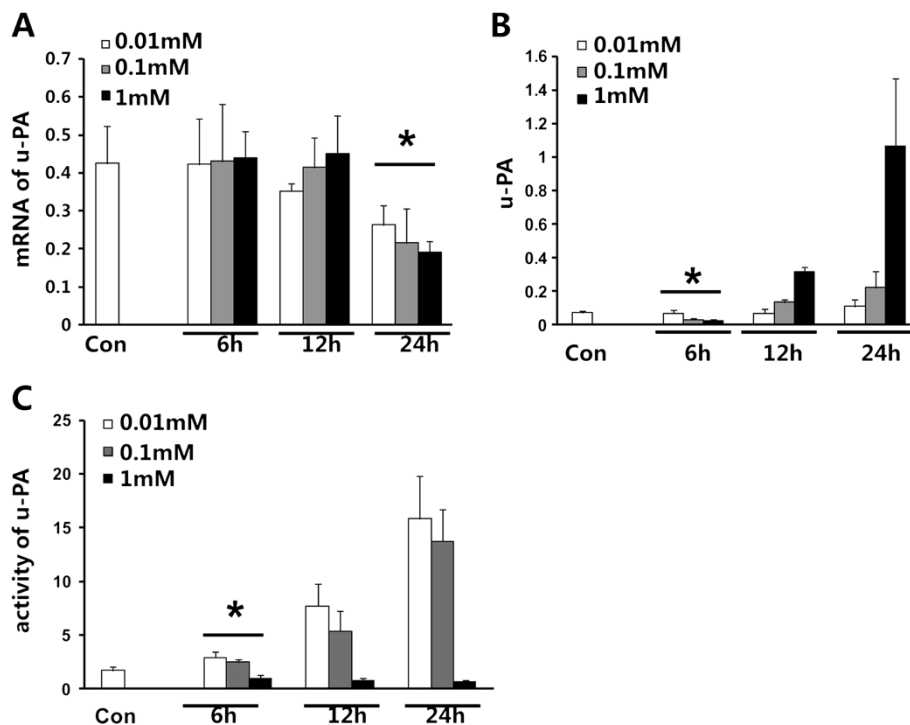 A
0.01mM
0.1mM
1mM
mRNA of u-PA
0.7
0.6
0.5
0.4
0.3
0.2
0.1
0
*
Con
6h
12h
24h
B
0.01mM
0.1mM
1mM
u-PA
1.6
1.4
1.2
1
0.8
0.6
0.4
0.2
0
*
Con
6h
12h
24h
C
0.01mM
0.1mM
1mM
activity of u-PA
25
20
15
10
5
0
*
Con
6h
12h
24h